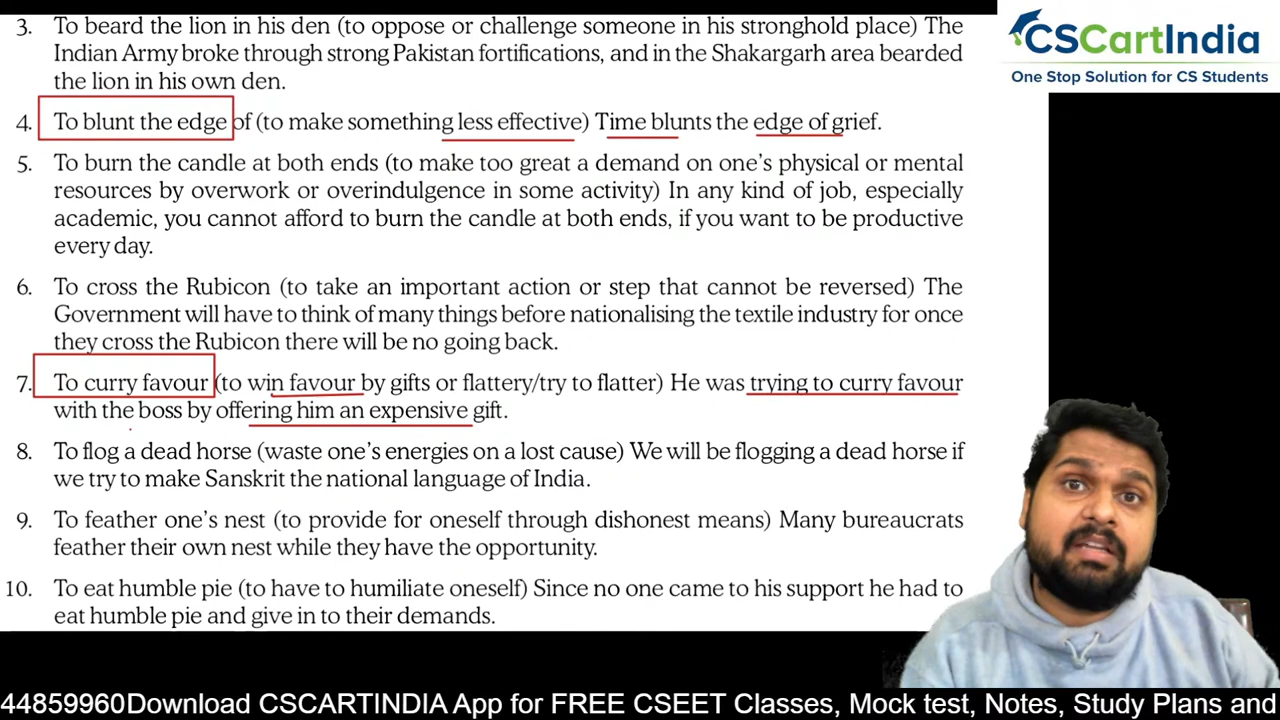 3. To beard the lion in his den (to oppose or challenge someone in his stronghold place) The
Indian Army broke through strong Pakistan fortifications, and in the Shakargarh area bearded
the lion in his own den.
4. To blunt the edge of (to make something less effective) Time blunts the edge of grief.
5. To burn the candle at both ends (to make too great a demand on one's physical or mental
resources by overwork or overindulgence in some activity) In any kind of job, especially
academic, you cannot afford to burn the candle at both ends, if you want to be productive
every day.
6. To cross the Rubicon (to take an important action or step that cannot be reversed) The
Government will have to think of many things before nationalising the textile industry for once
they cross the Rubicon there will be no going back.
7. To curry favour (to win favour by gifts or flattery/try to flatter) He was trying to curry favour
with the boss by offering him an expensive gift.
8. To flog a dead horse (waste one's energies on a lost cause) We will be flogging a dead horse if
we try to make Sanskrit the national language of India.
9. To feather one's nest (to provide for oneself through dishonest means) Many bureaucrats
feather their own nest while they have the opportunity.
10. To eat humble pie (to have to humiliate oneself) Since no one came to his support he had to
eat humble pie and give in to their demands.
CSCartIndia
One Stop Solution for CS Students
44859960Download CSCARTINDIA App for FREE CSEET Classes, Mock test, Notes, Study Plans and